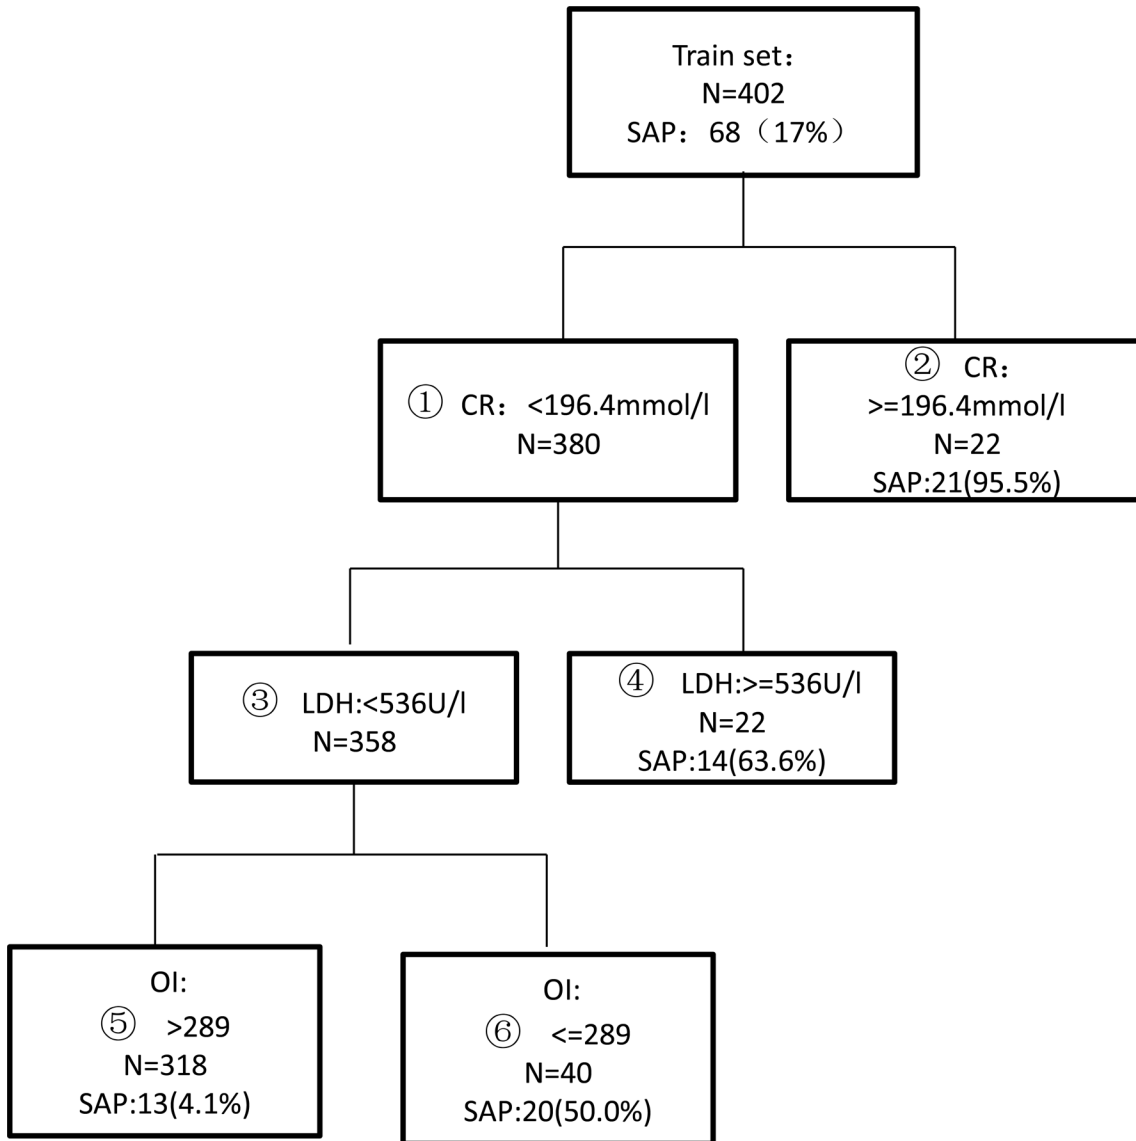 Train set：
N=402
SAP： 68（17%）
① CR： <196.4mmol/l
N=380
② CR：
>=196.4mmol/l
N=22
SAP:21(95.5%)
③ LDH:<536U/l
N=358
④ LDH:>=536U/l
N=22
SAP:14(63.6%)
OI:
⑤ >289
N=318
SAP:13(4.1%)
OI:
⑥ <=289
N=40
SAP:20(50.0%)